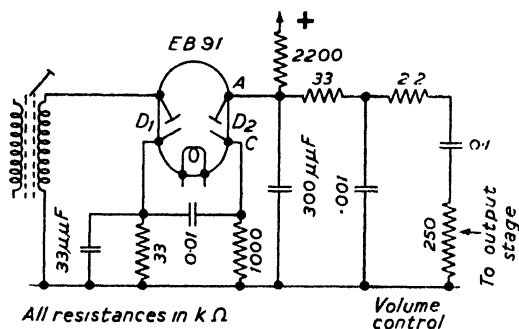 +
EB91
2200
A
33
2.2
D1
D2
C
0.1
300μμF
.001
250
To output
stage
33μμF
33
0.01
1000
All resistances in kΩ
Volume
control